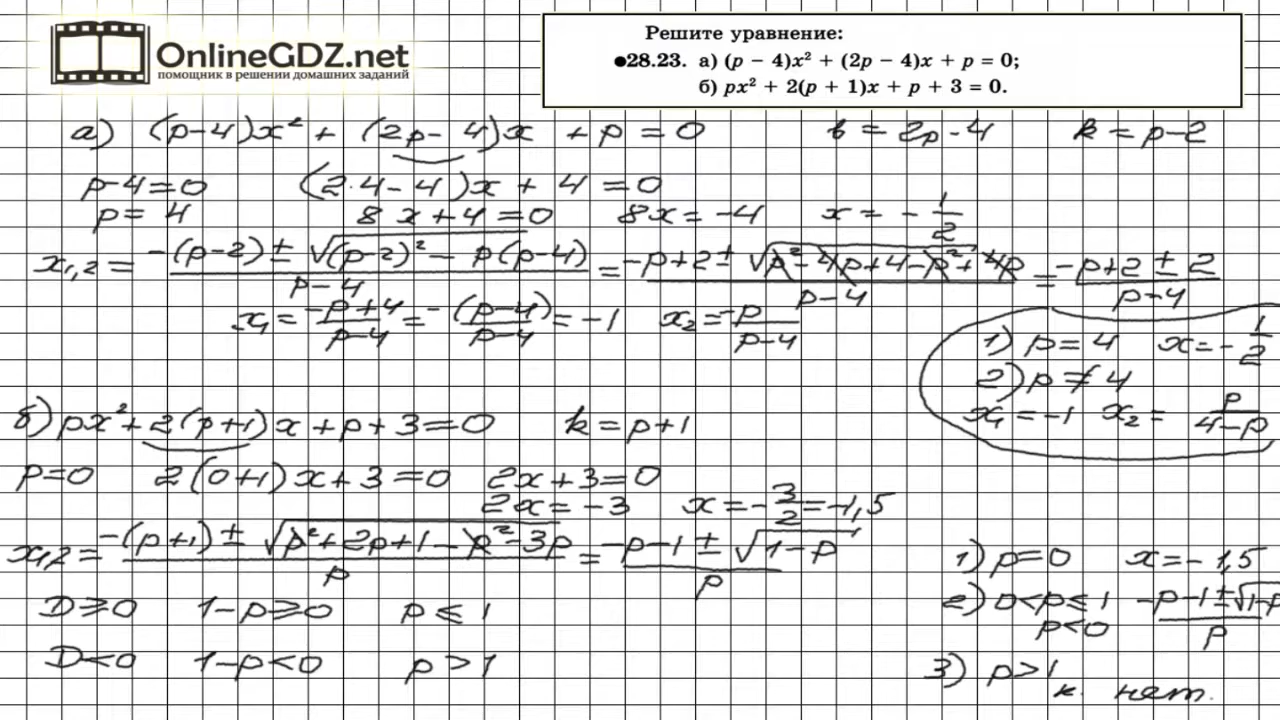 OnlineGDZ.net
помощник в решении домашних заданий
Решите уравнение:
●28.23. а) (p − 4)x² + (2p − 4)x + p = 0;
б) px² + 2(p + 1)x + p + 3 = 0.
а) (p-4)x² + (2p-4)x + p = 0 b = 2p-4 k = p-2
p-4=0 (2·4-4)x + 4 = 0
p = 4 8x+4=0 8x=-4 x = -1/2
x₁,₂ = (-(p-2) ± √((p-2)² - p(p-4)))/(p-4) = (-p+2 ± √(p²-4p+4-p²+4p))/(p-4) = (-p+2 ± 2)/(p-4)
x₁ = (-p+4)/(p-4) = -(p-4)/(p-4) = -1 x₂ = -p/(p-4)
1) p=4 x=-1/2
2) p≠4
x₁=-1 x₂= p/(4-p)
б) px²+2(p+1)x+p+3=0 k=p+1
p=0 2(0+1)x+3=0 2x+3=0
2x=-3 x=-3/2=-1,5
x₁,₂ = (-(p+1) ± √(p²+2p+1-p²-3p))/p = (-p-1 ± √(1-p))/p
D≥0 1-p≥0 p≤1
D<0 1-p<0 p>1
1) p=0 x=-1,5
2) 0<p≤1 (-p-1±√(1-p))/p
p<0
3) p>1
к. нет.